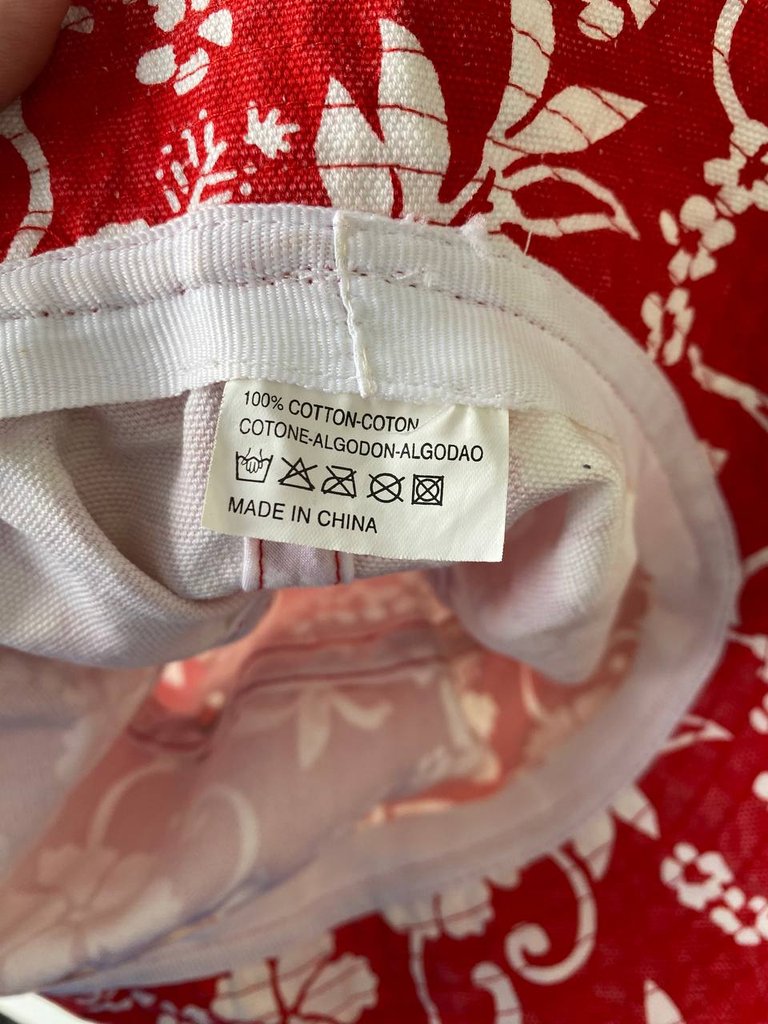 100% COTTON-COTON
COTONE-ALGODON-ALGODAO
MADE IN CHINA